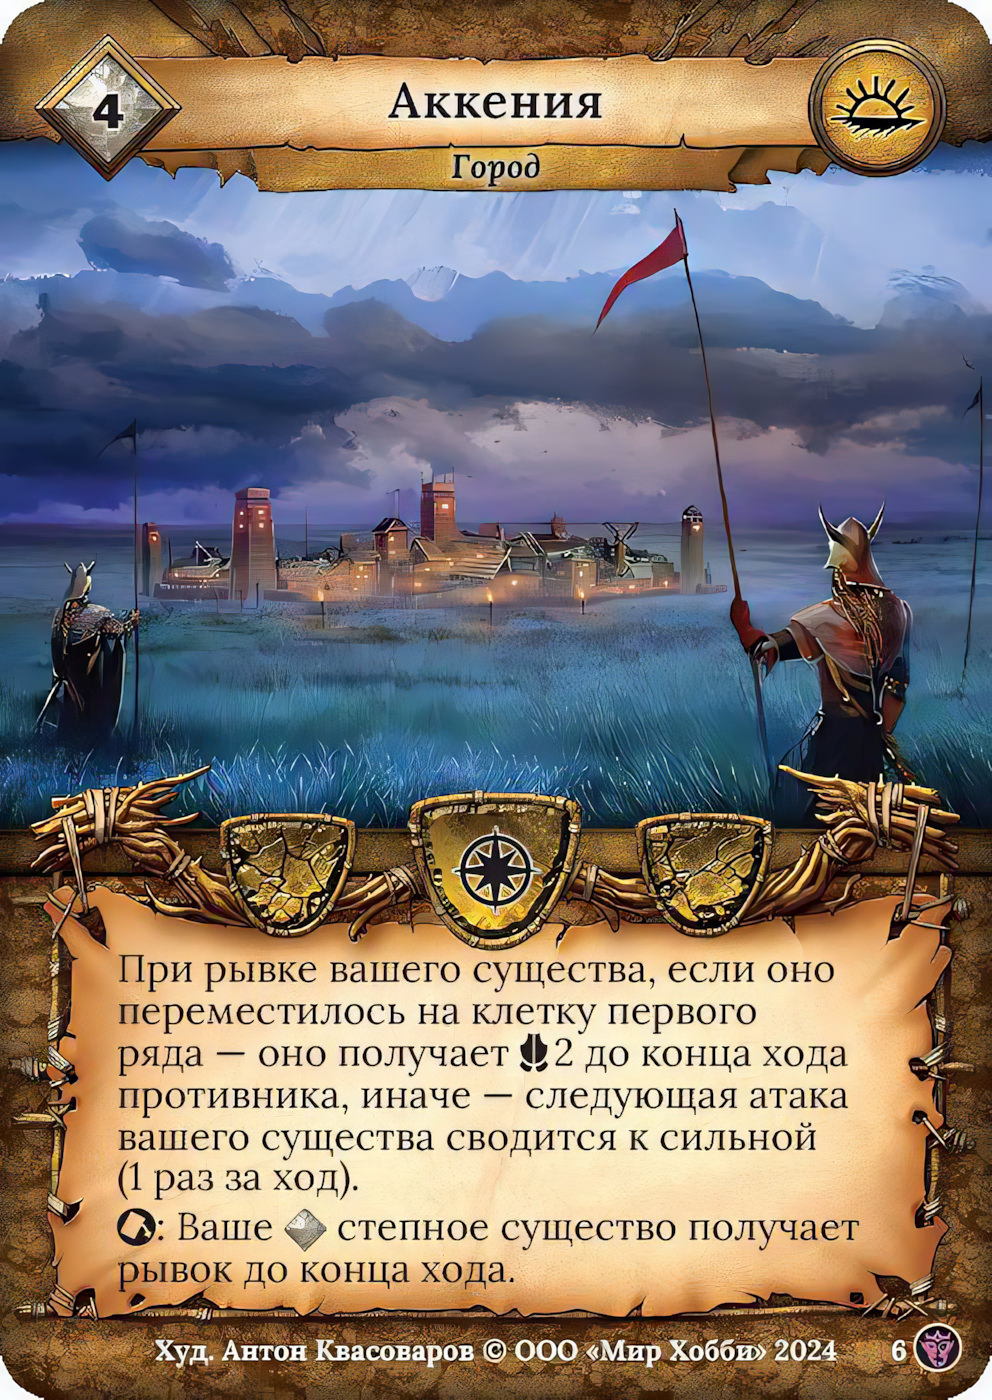 4
Аккения
Город
При рывке вашего существа, если оно
переместилось на клетку первого
ряда — оно получает 2 до конца хода
противника, иначе — следующая атака
вашего существа сводится к сильной
(1 раз за ход).
: Ваше степное существо получает
рывок до конца хода.
Худ. Антон Квасоваров © ООО «Мир Хобби» 2024 6